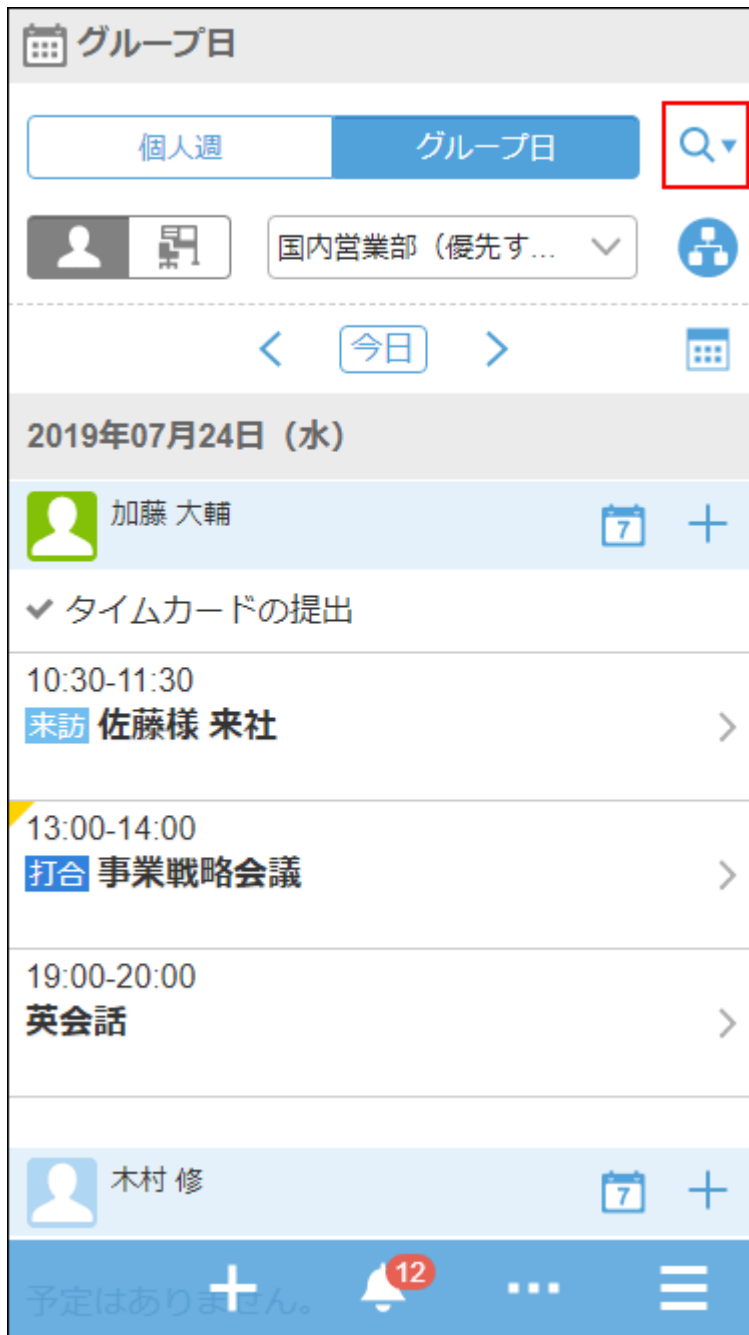 グループ日
個人週 グループ日
国内営業部（優先す...
今日
2019年07月24日（水）
加藤 大輔
7
タイムカードの提出
10:30-11:30
来訪 佐藤様 来社
13:00-14:00
打合 事業戦略会議
19:00-20:00
英会話
木村 修
7
12
予定はありません。